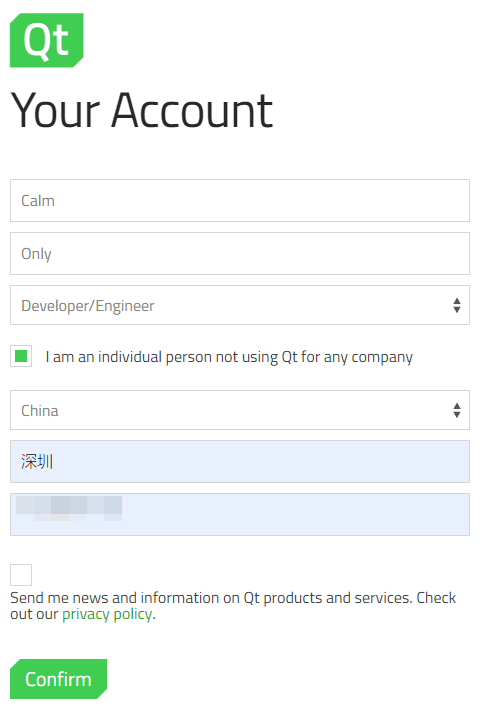 Qt
Your Account
Calm
Only
Developer/Engineer
I am an individual person not using Qt for any company
China
深圳
Send me news and information on Qt products and services. Check
out our privacy policy.
Confirm